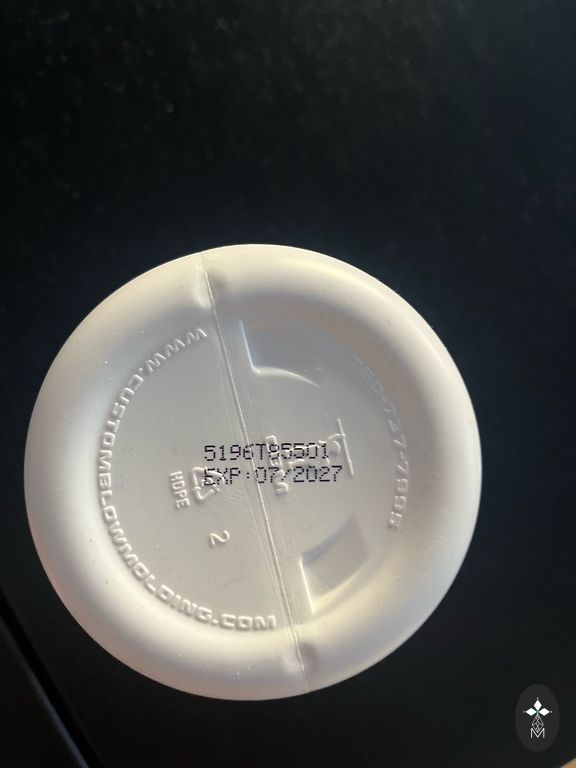 5196T95501
EXP:07/2027
WWW.CUSTOMBLOWMOLDING.COM
HDPE
2
M